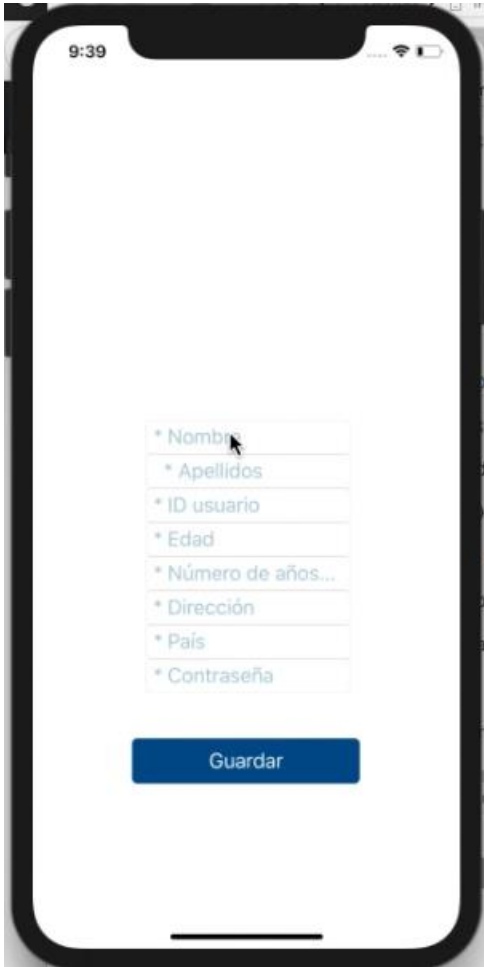 9:39
* Nombre
* Apellidos
* ID usuario
* Edad
* Número de años...
* Dirección
* País
* Contraseña
Guardar